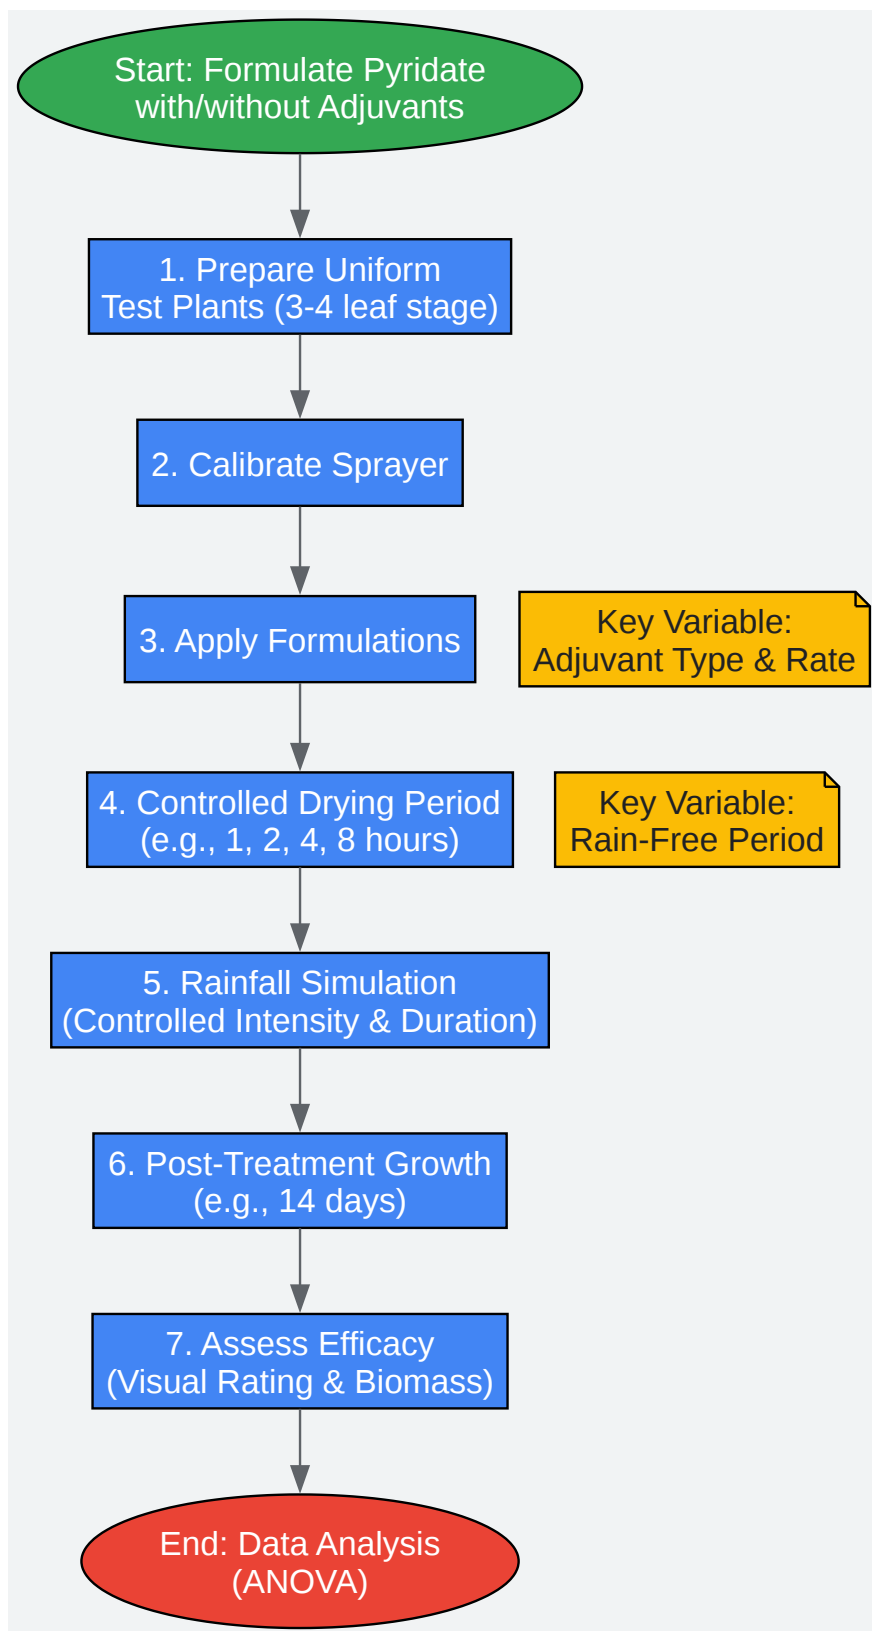 Start: Formulate Pyridate
with/without Adjuvants
1. Prepare Uniform
Test Plants (3-4 leaf stage)
2. Calibrate Sprayer
3. Apply Formulations
Key Variable:
Adjuvant Type & Rate
4. Controlled Drying Period
(e.g., 1, 2, 4, 8 hours)
Key Variable:
Rain-Free Period
5. Rainfall Simulation
(Controlled Intensity & Duration)
6. Post-Treatment Growth
(e.g., 14 days)
7. Assess Efficacy
(Visual Rating & Biomass)
End: Data Analysis
(ANOVA)